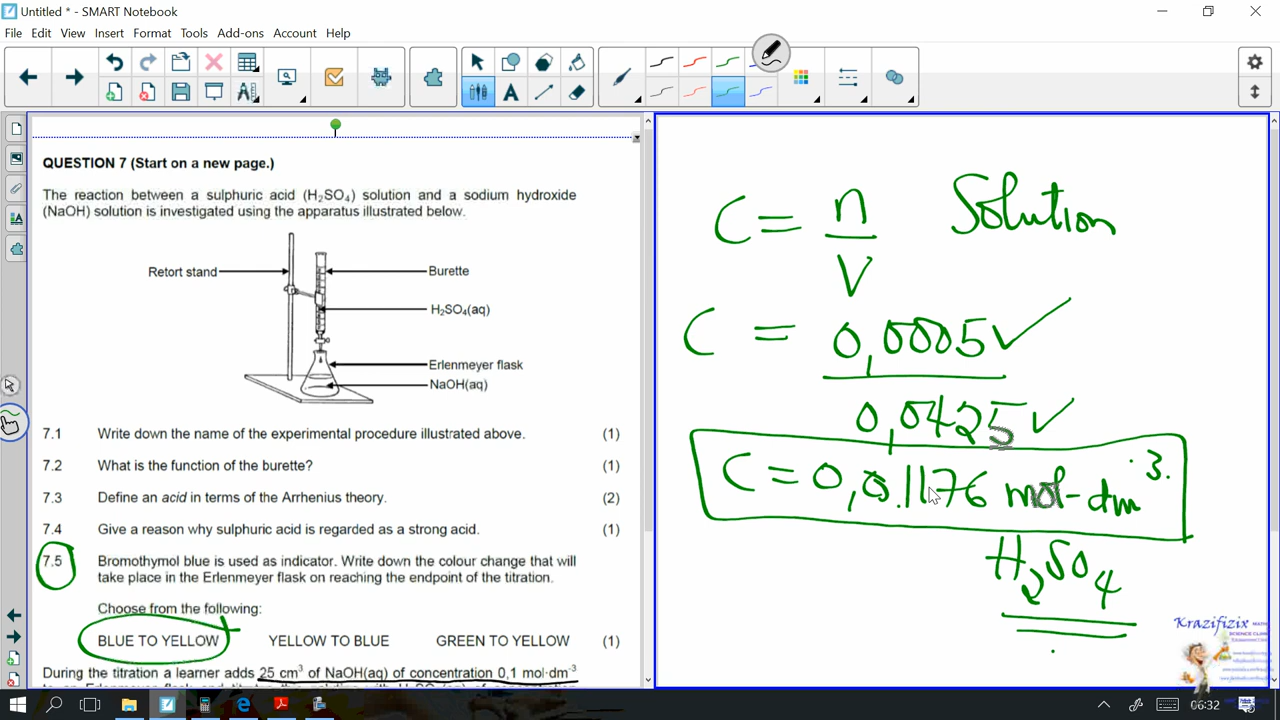 Untitled * - SMART Notebook
File Edit View Insert Format Tools Add-ons Account Help
QUESTION 7 (Start on a new page.)
The reaction between a sulphuric acid (H₂SO₄) solution and a sodium hydroxide
(NaOH) solution is investigated using the apparatus illustrated below.
Retort stand
Burette
H₂SO₄(aq)
Erlenmeyer flask
NaOH(aq)
7.1 Write down the name of the experimental procedure illustrated above. (1)
7.2 What is the function of the burette? (1)
7.3 Define an acid in terms of the Arrhenius theory. (2)
7.4 Give a reason why sulphuric acid is regarded as a strong acid. (1)
7.5 Bromothymol blue is used as indicator. Write down the colour change that will
take place in the Erlenmeyer flask on reaching the endpoint of the titration.
Choose from the following:
BLUE TO YELLOW YELLOW TO BLUE GREEN TO YELLOW (1)
During the titration a learner adds 25 cm³ of NaOH(aq) of concentration 0,1 mol·dm⁻³
C = n
V
Solution
C = 0,0005 ✓
0,0425 ✓
C = 0,01176 mol-dm⁻³.
H₂SO₄
Krazifizix MATH
SCIENCE CLINIC
06:32